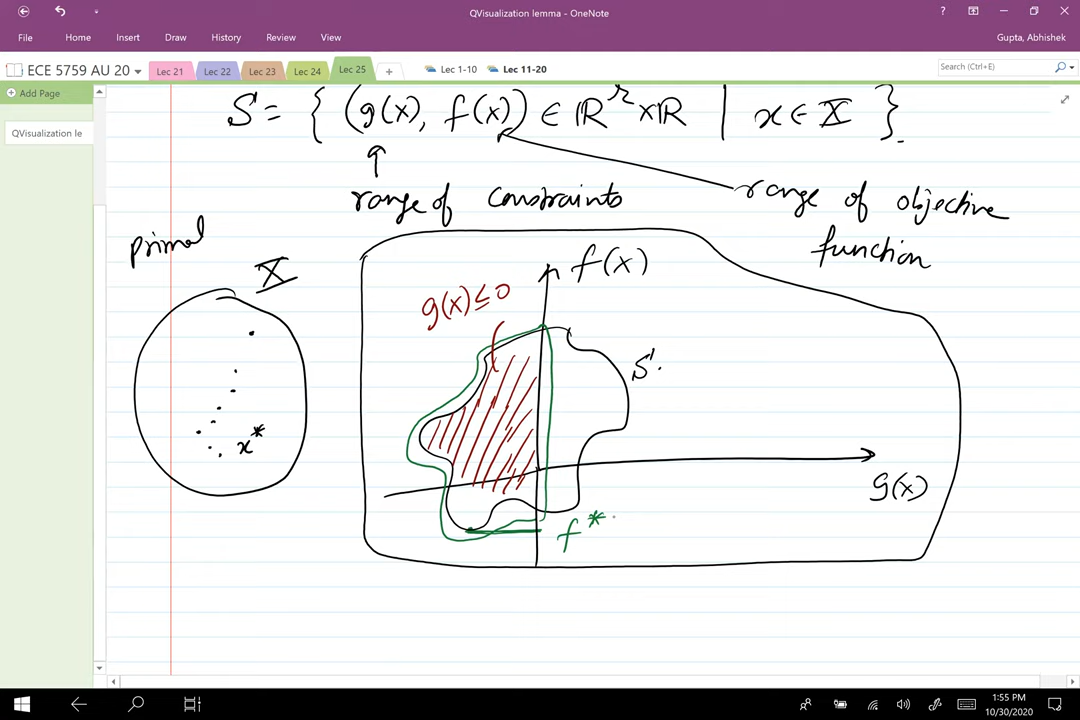 QVisualization lemma - OneNote
?
File
Home
Insert
Draw
History
Review
View
Gupta, Abhishek
ECE 5759 AU 20
Lec 21
Lec 22
Lec 23
Lec 24
Lec 25
+
Lec 1-10
Lec 11-20
Search (Ctrl+E)
Add Page
QVisualization le
S = { (g(x), f(x)) ∈ ℝ^r × ℝ | x ∈ X }.
range of constraints
range of objective
function
primal
X
f(x)
g(x) ≤ 0
S.
x*
g(x)
f*
1:55 PM
10/30/2020